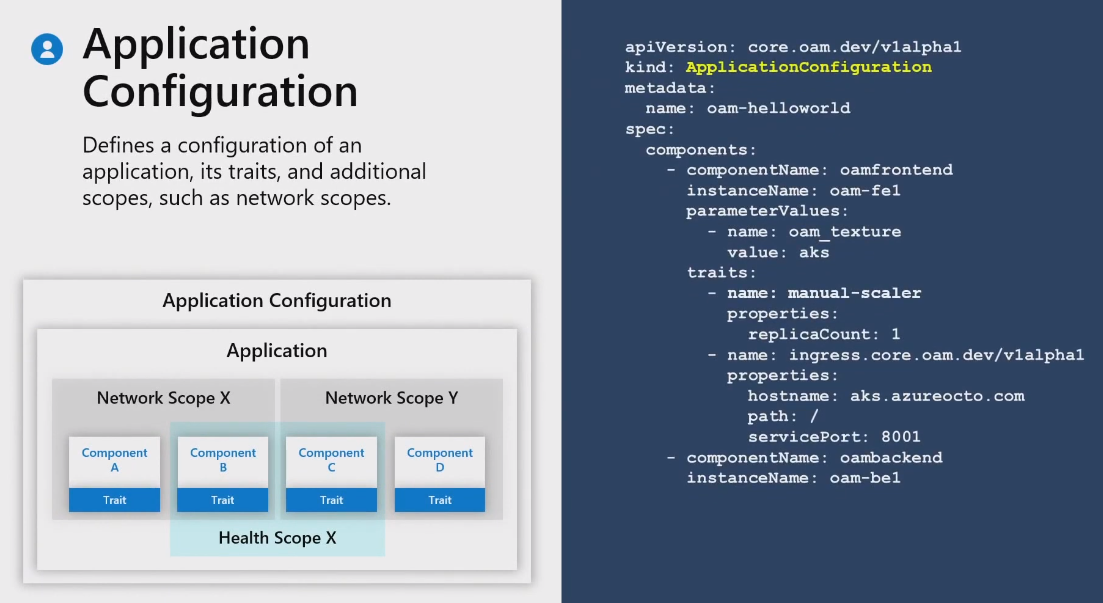 Application
Configuration
Defines a configuration of an
application, its traits, and additional
scopes, such as network scopes.
Application Configuration
Application
Network Scope X
Network Scope Y
Component
A
Trait
Component
B
Trait
Component
C
Trait
Component
D
Trait
Health Scope X
apiVersion: core.oam.dev/v1alpha1
kind: ApplicationConfiguration
metadata:
  name: oam-helloworld
spec:
  components:
    - componentName: oamfrontend
      instanceName: oam-fe1
      parameterValues:
        - name: oam_texture
          value: aks
      traits:
        - name: manual-scaler
          properties:
            replicaCount: 1
        - name: ingress.core.oam.dev/v1alpha1
          properties:
            hostname: aks.azureocto.com
            path: /
            servicePort: 8001
    - componentName: oambackend
      instanceName: oam-be1